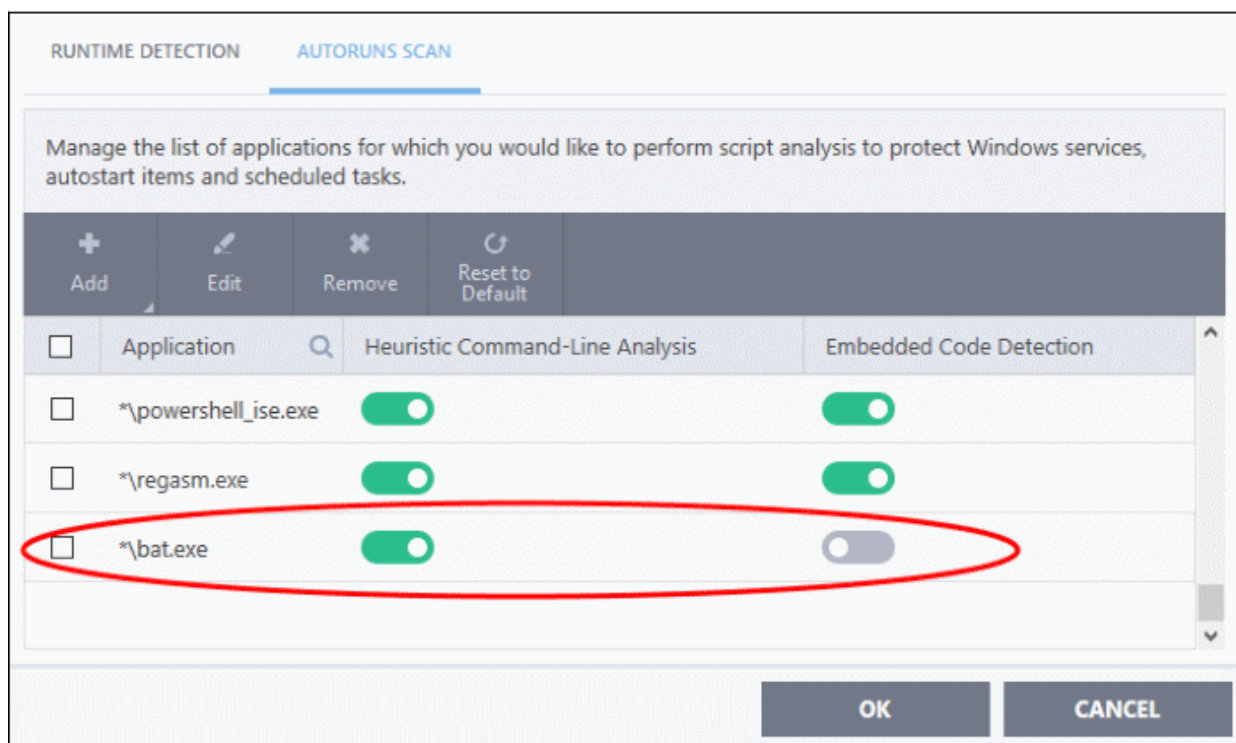 RUNTIME DETECTION AUTORUNS SCAN
Manage the list of applications for which you would like to perform script analysis to protect Windows services,
autostart items and scheduled tasks.
Add Edit Remove Reset to
Default
Application Heuristic Command-Line Analysis Embedded Code Detection
*\powershell_ise.exe
*\regasm.exe
*\bat.exe
OK CANCEL